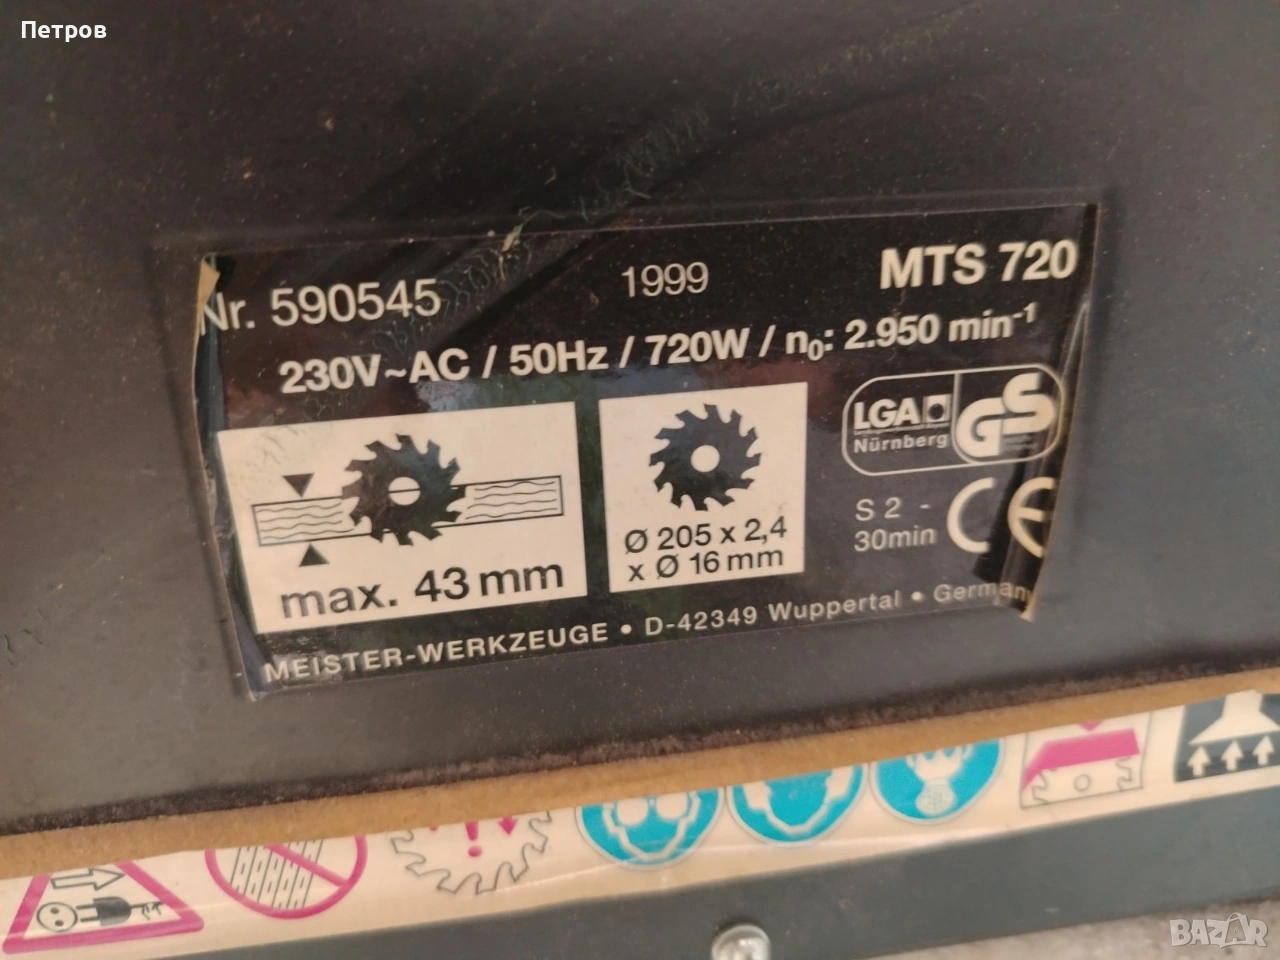 Петров
Nr. 590545 1999 MTS 720
230V~AC / 50Hz / 720W / n0: 2.950 min-1
LGA GS
Nürnberg
max. 43 mm
Ø 205 x 2,4
x Ø 16 mm
S 2 -
30min
CE
MEISTER-WERKZEUGE • D-42349 Wuppertal • Germany
BAZAR